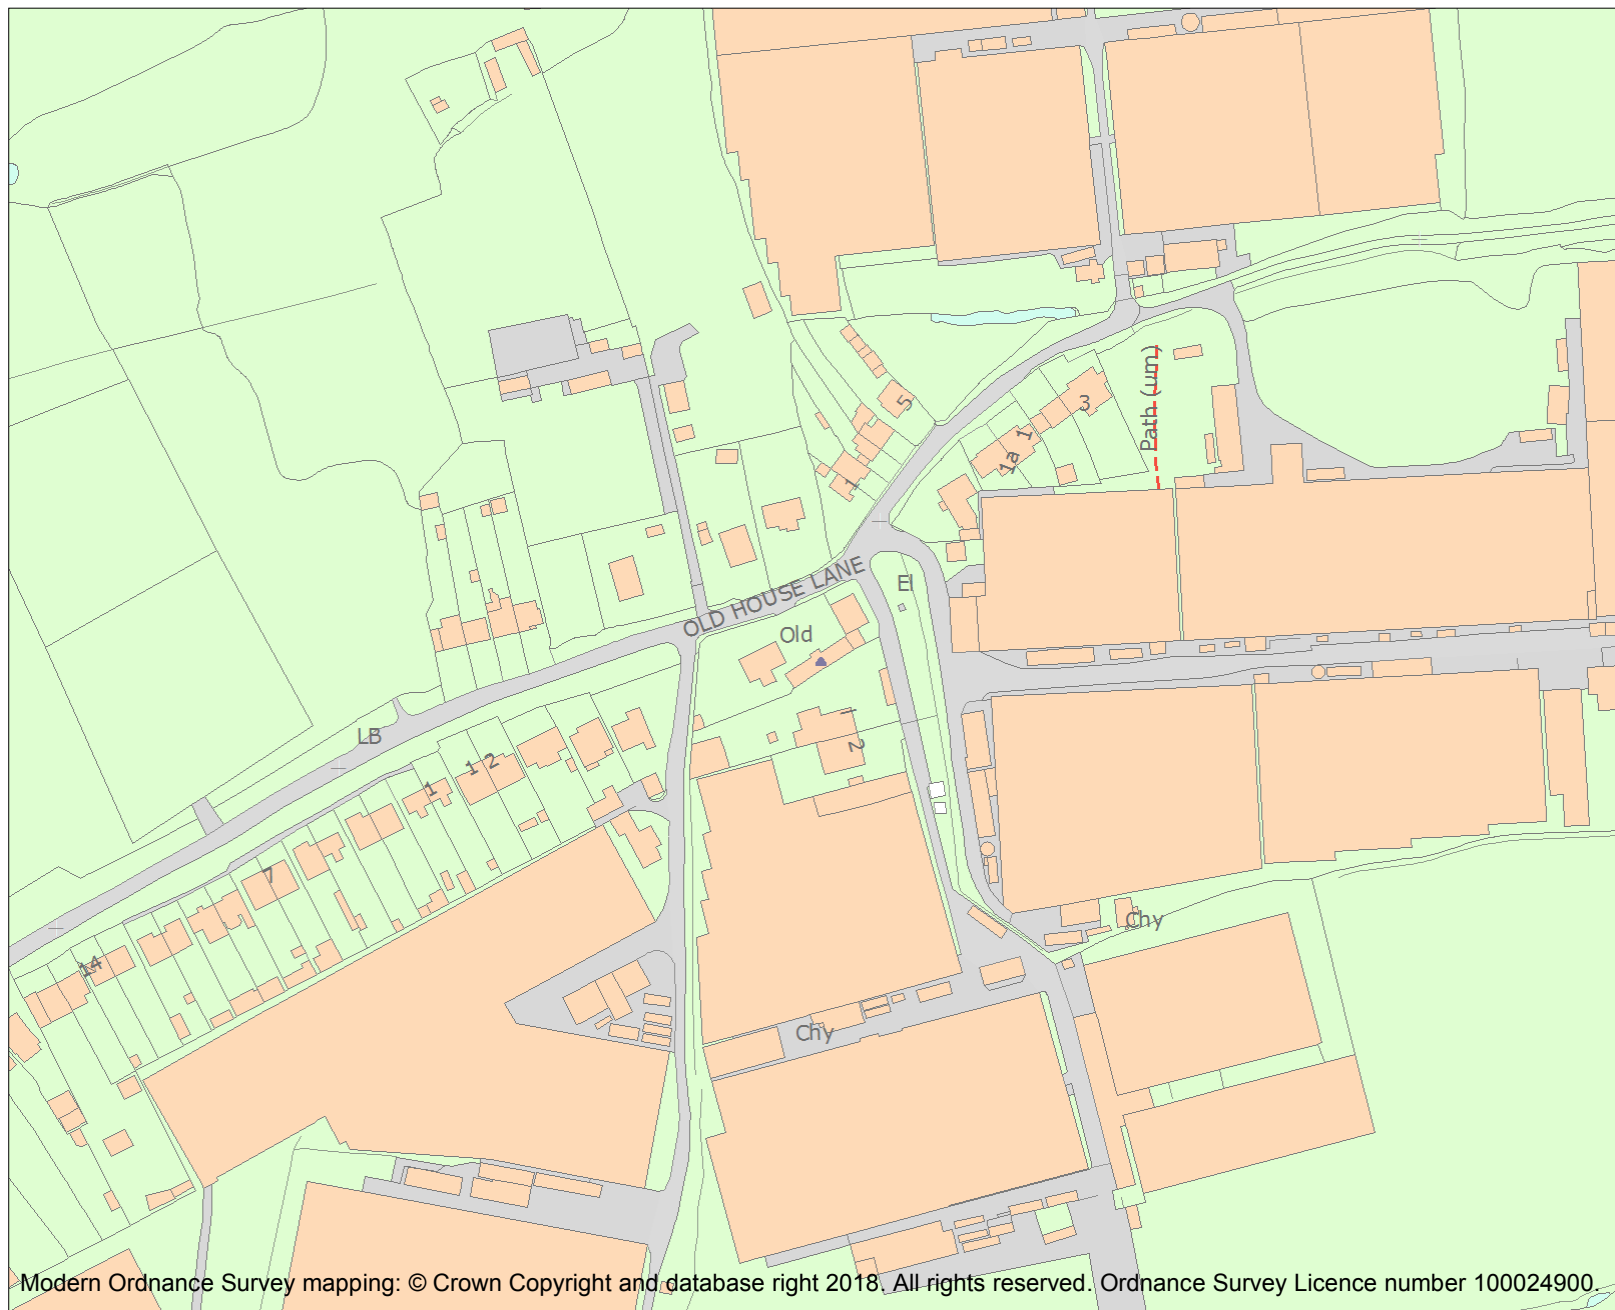 Path (um)
3
5
1
1a
1
OLD HOUSE LANE
El
Old
LB
1
2
1
2
1
7
Chy
14
Chy
Modern Ordnance Survey mapping: © Crown Copyright and database right 2018. All rights reserved. Ordnance Survey Licence number 100024900.